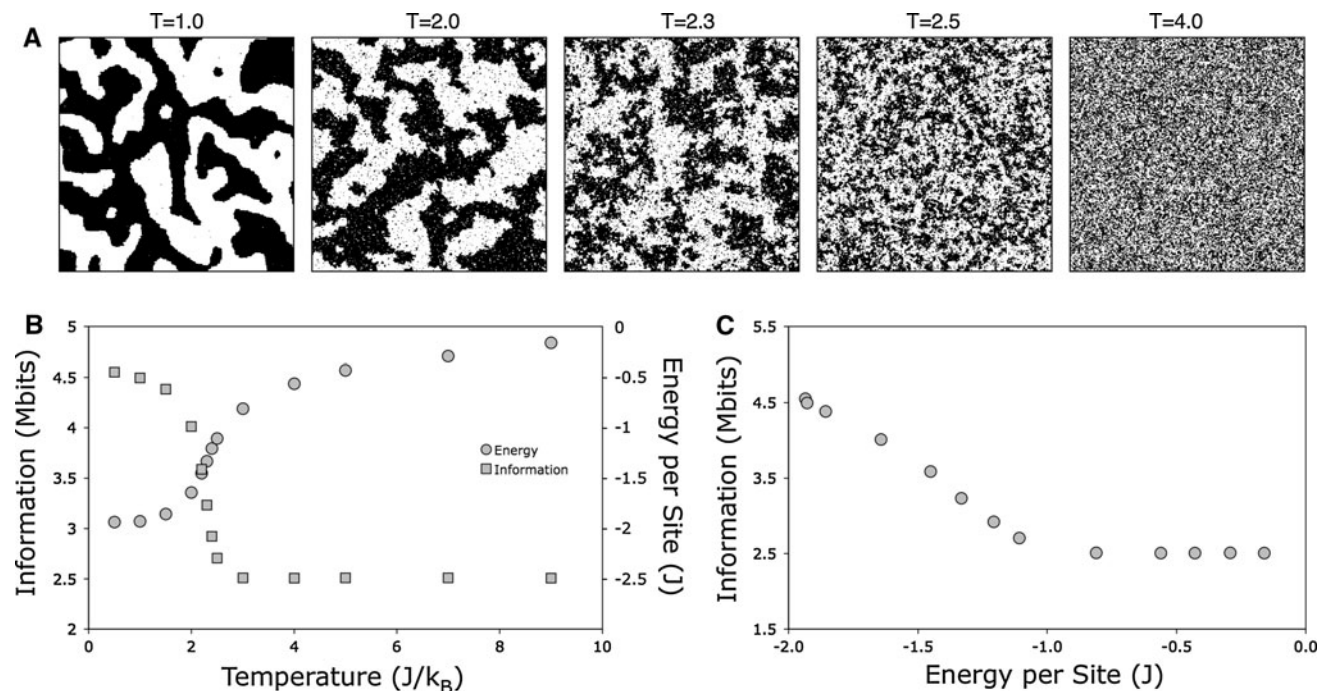 T=1.0 T=2.0 T=2.3 T=2.5 T=4.0
A
B
5
4.5
4
3.5
3
2.5
2
Information (Mbits)
0 2 4 6 8 10
Temperature (J/kB)
0
-0.5
-1
-1.5
-2
-2.5
Energy per Site (J)
Energy
Information
C
5.5
4.5
3.5
2.5
1.5
Information (Mbits)
-2.0 -1.5 -1.0 -0.5 0.0
Energy per Site (J)